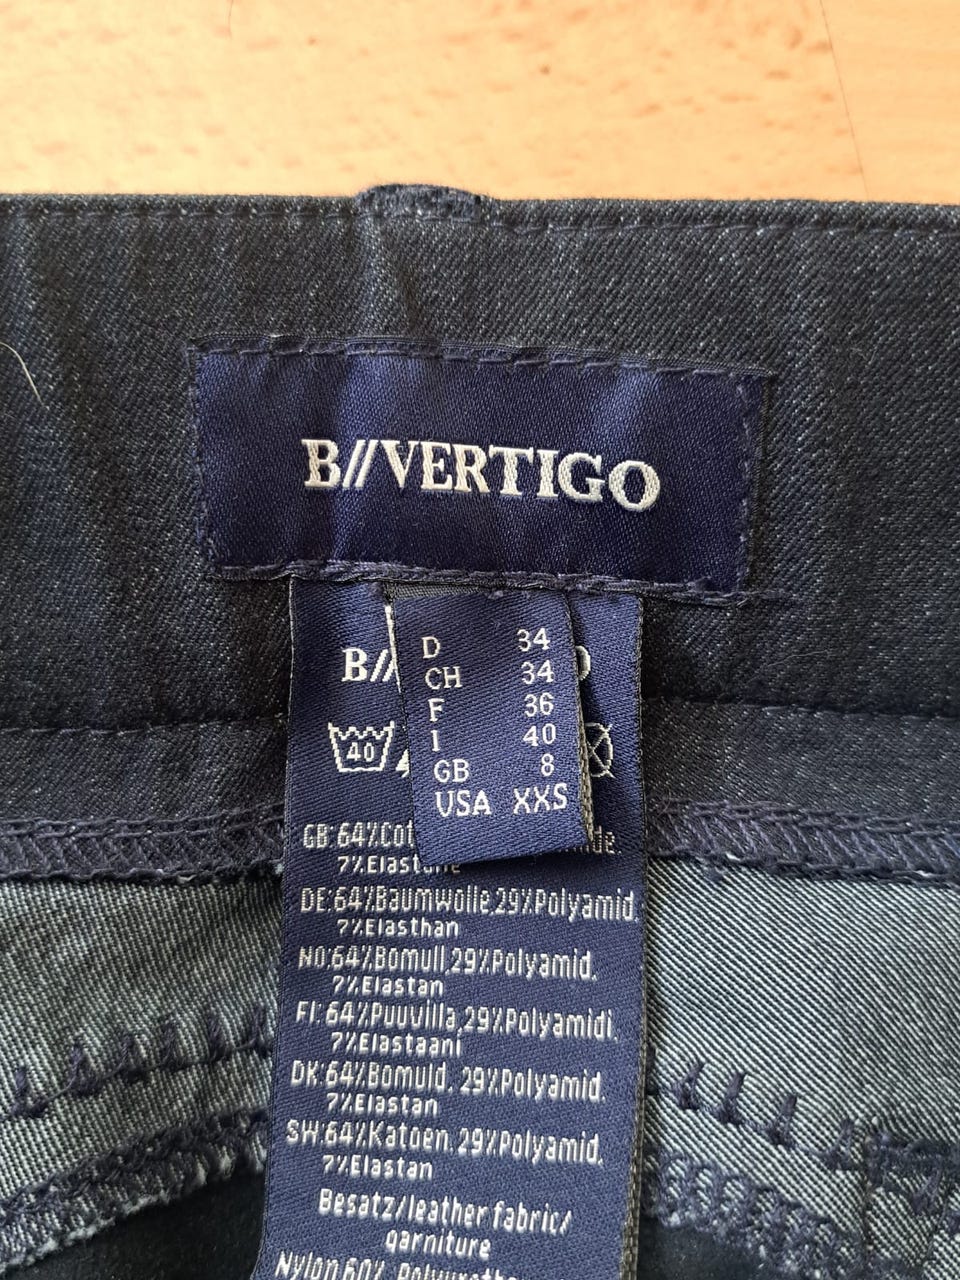 B//VERTIGO
D 34
CH 34
F 36
I 40
GB 8
USA XXS
B//
40
GB:64%Cot
7%Elastane
DE:64%Baumwolle,29%Polyamid,
7%Elasthan
NO:64%Bomull,29%Polyamid,
7%Elastan
FI:64%Puuvilla,29%Polyamidi,
7%Elastaani
DK:64%Bomuld, 29%Polyamid,
7%Elastan
SW:64%Katoen,29%Polyamid,
7%Elastan
Besatz/leather fabric/
garniture
Nylon60%